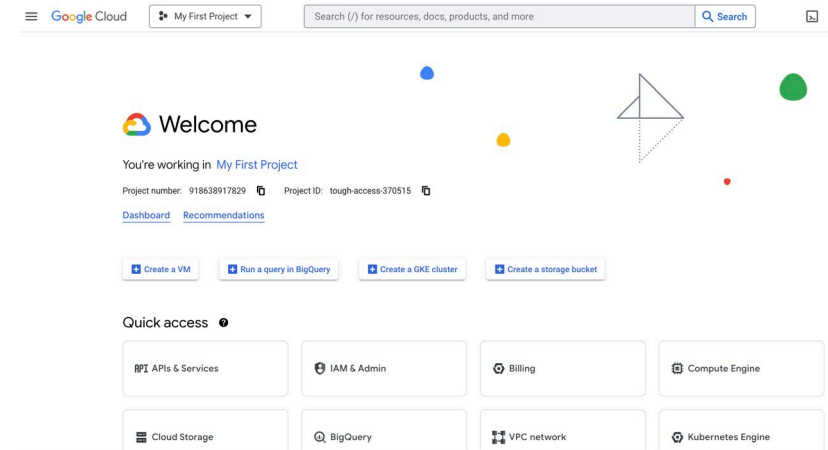 Google Cloud
My First Project
Search (/) for resources, docs, products, and more
Search
Welcome
You're working in My First Project
Project number: 918638917829 Project ID: tough-access-370515
Dashboard Recommendations
Create a VM
Run a query in BigQuery
Create a GKE cluster
Create a storage bucket
Quick access
API APIs & Services
IAM & Admin
Billing
Compute Engine
Cloud Storage
BigQuery
VPC network
Kubernetes Engine